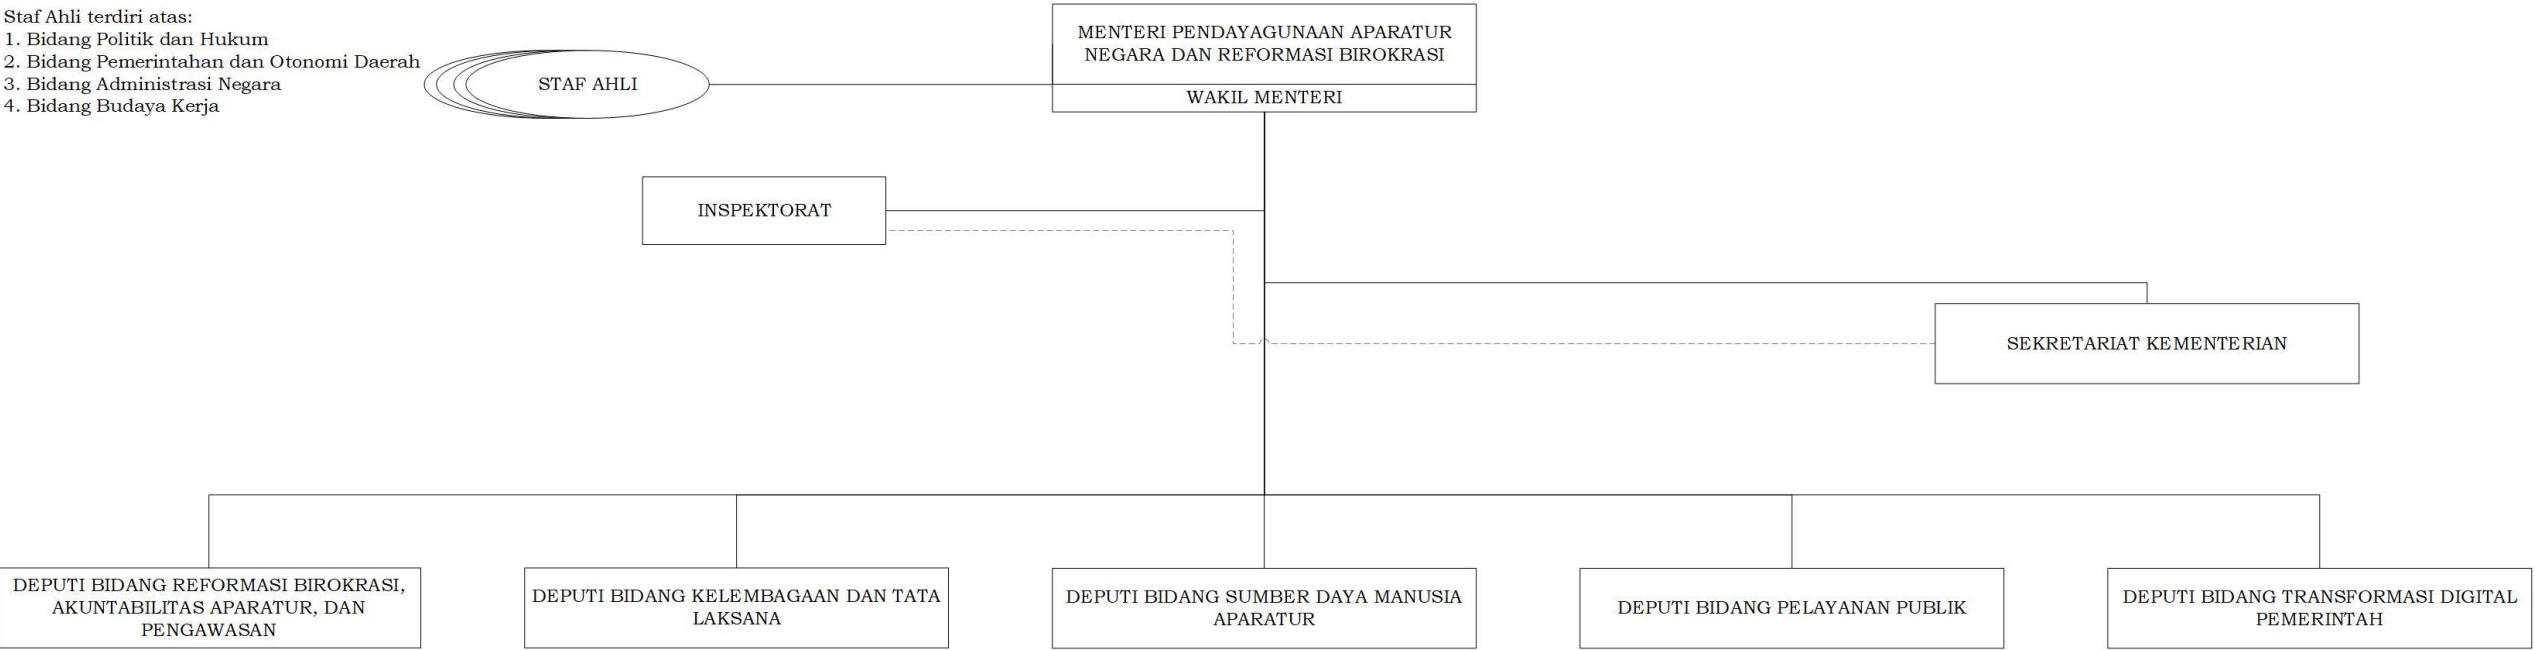 Staf Ahli terdiri atas:
1. Bidang Politik dan Hukum
2. Bidang Pemerintahan dan Otonomi Daerah
3. Bidang Administrasi Negara
4. Bidang Budaya Kerja
STAF AHLI
MENTERI PENDAYAGUNAAN APARATUR
NEGARA DAN REFORMASI BIROKRASI
WAKIL MENTERI
INSPEKTORAT
SEKRETARIAT KEMENTERIAN
DEPUTI BIDANG REFORMASI BIROKRASI,
AKUNTABILITAS APARATUR, DAN
PENGAWASAN
DEPUTI BIDANG KELEMBAGAAN DAN TATA
LAKSANA
DEPUTI BIDANG SUMBER DAYA MANUSIA
APARATUR
DEPUTI BIDANG PELAYANAN PUBLIK
DEPUTI BIDANG TRANSFORMASI DIGITAL
PEMERINTAH